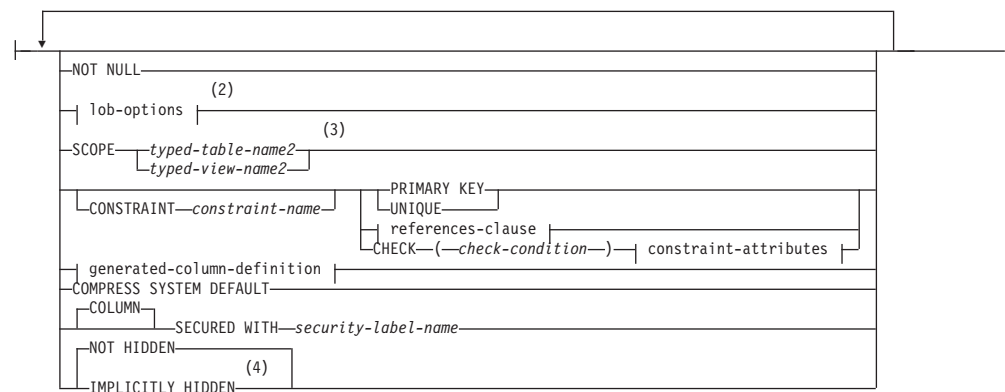 NOT NULL
(2)
lob-options
(3)
SCOPE typed-table-name2
typed-view-name2
PRIMARY KEY
CONSTRAINT constraint-name UNIQUE
references-clause
CHECK ( check-condition ) constraint-attributes
generated-column-definition
COMPRESS SYSTEM DEFAULT
COLUMN
SECURED WITH security-label-name
NOT HIDDEN
(4)
IMPLICITLY HIDDEN